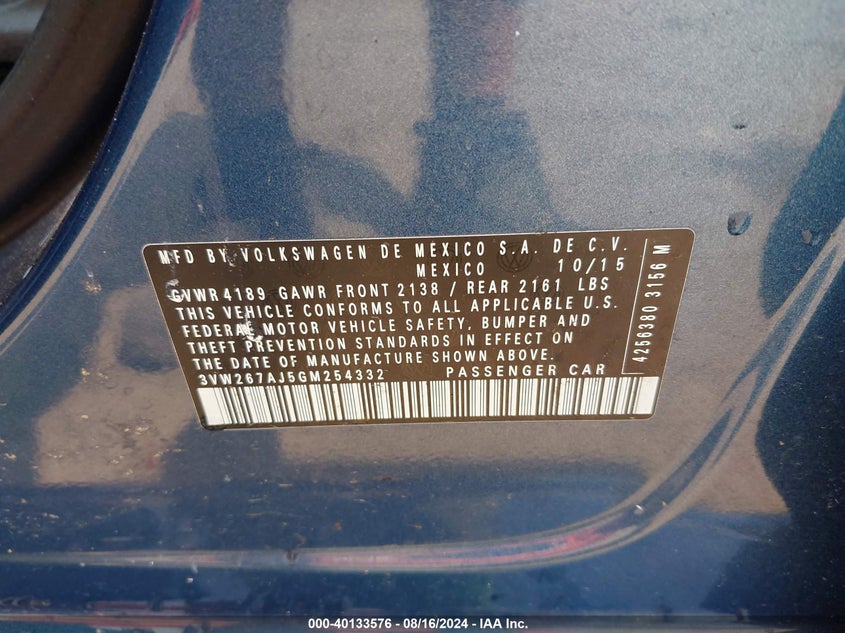 MFD BY VOLKSWAGEN DE MEXICO S.A. DE C.V.
MEXICO 10/15
GVWR 4189 GAWR FRONT 2138 / REAR 2161 LBS
THIS VEHICLE CONFORMS TO ALL APPLICABLE U.S.
FEDERAL MOTOR VEHICLE SAFETY, BUMPER AND
THEFT PREVENTION STANDARDS IN EFFECT ON
THE DATE OF MANUFACTURE SHOWN ABOVE.
3VW267AJ5GM254332 PASSENGER CAR
4256380 3156 M
000-40133576 - 08/16/2024 - IAA Inc.